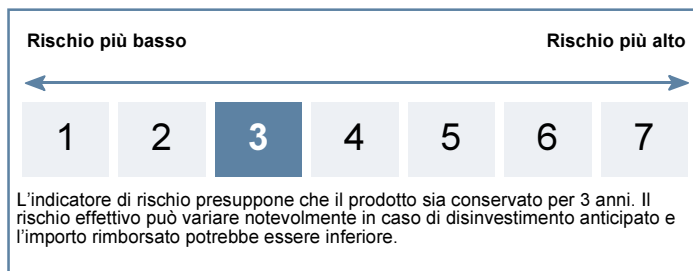 Rischio più basso Rischio più alto
1 2 3 4 5 6 7
L'indicatore di rischio presuppone che il prodotto sia conservato per 3 anni. Il
rischio effettivo può variare notevolmente in caso di disinvestimento anticipato e
l'importo rimborsato potrebbe essere inferiore.